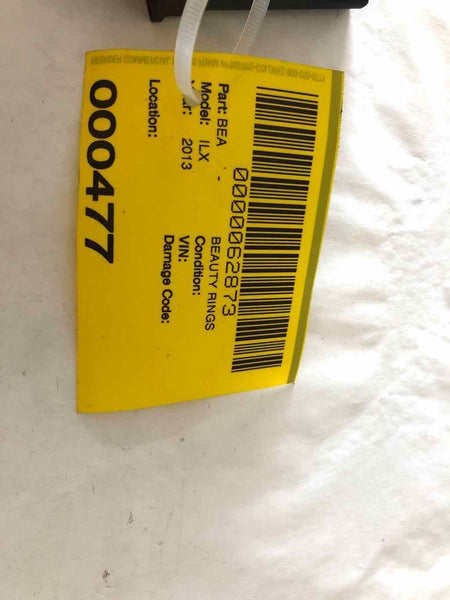 0000062873
Part: BEA - BEAUTY RINGS
Model: ILX Condition:
2013 VIN:
Damage Code:
Location:
000477